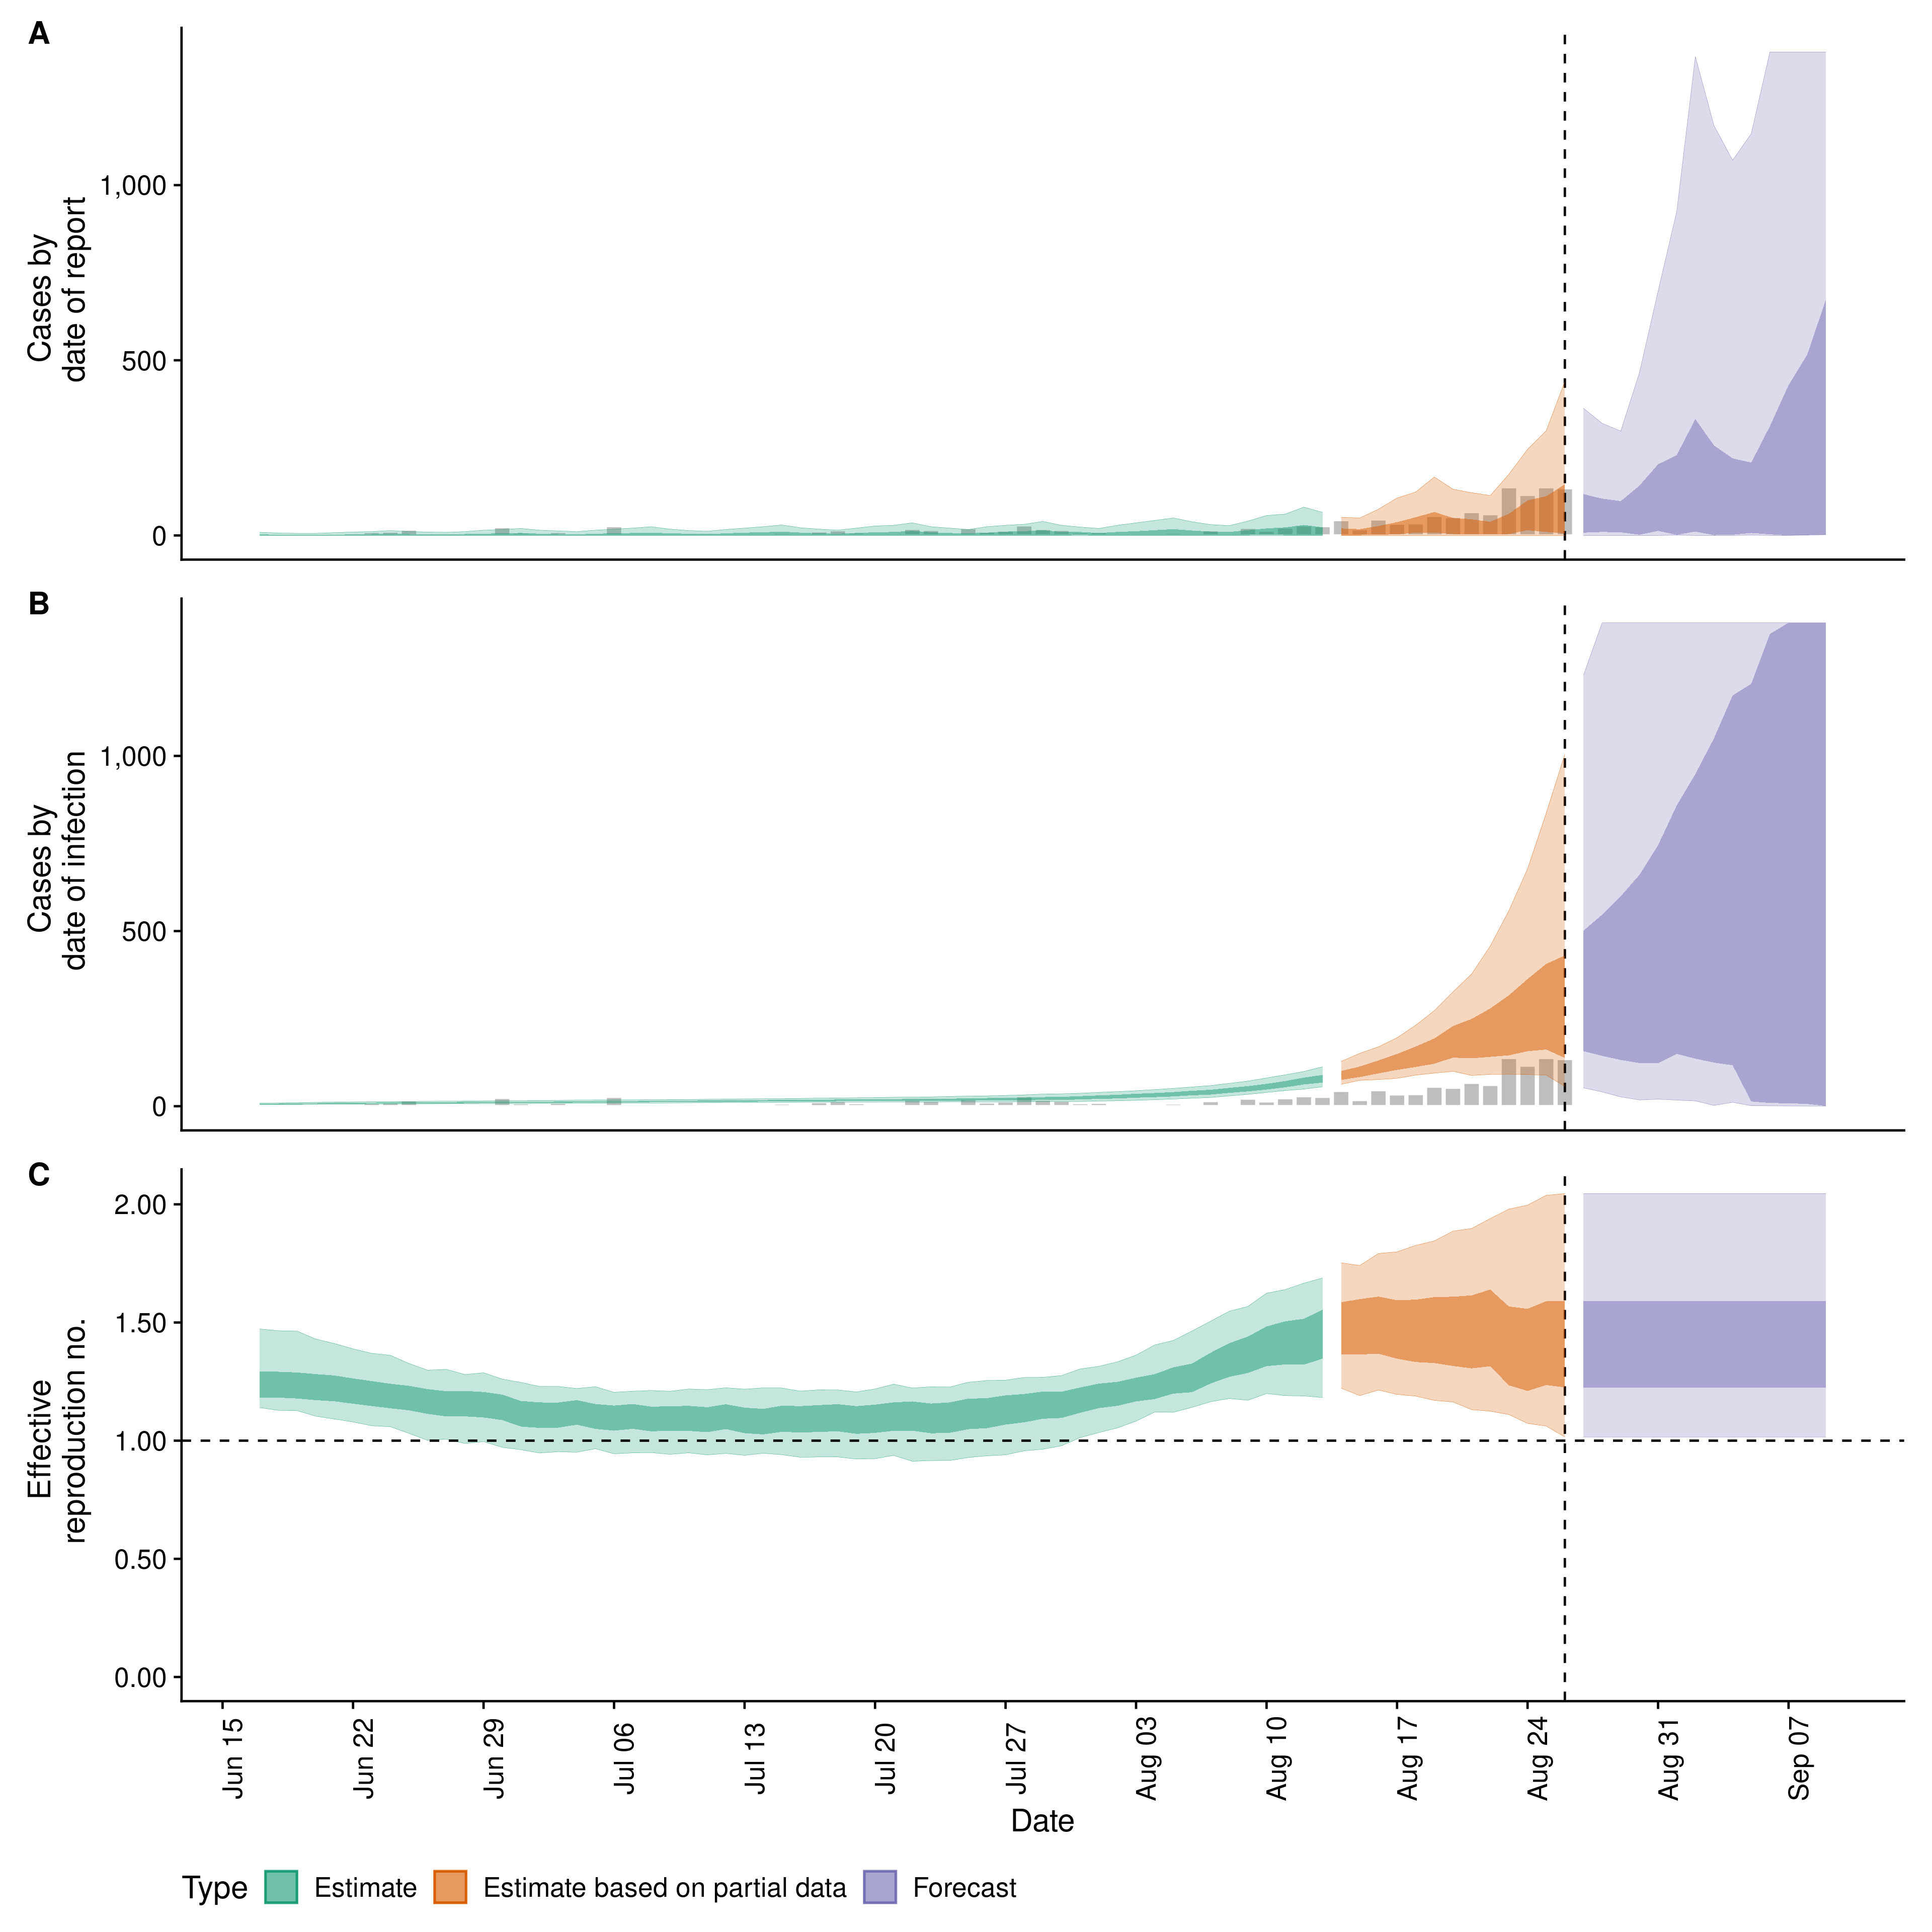 A
Cases by
date of report
1,000
500
0
B
Cases by
date of infection
1,000
500
0
C
Effective
reproduction no.
2.00
1.50
1.00
0.50
0.00
Jun 15
Jun 22
Jun 29
Jul 06
Jul 13
Jul 20
Jul 27
Aug 03
Aug 10
Aug 17
Aug 24
Aug 31
Sep 07
Date
Type Estimate Estimate based on partial data Forecast